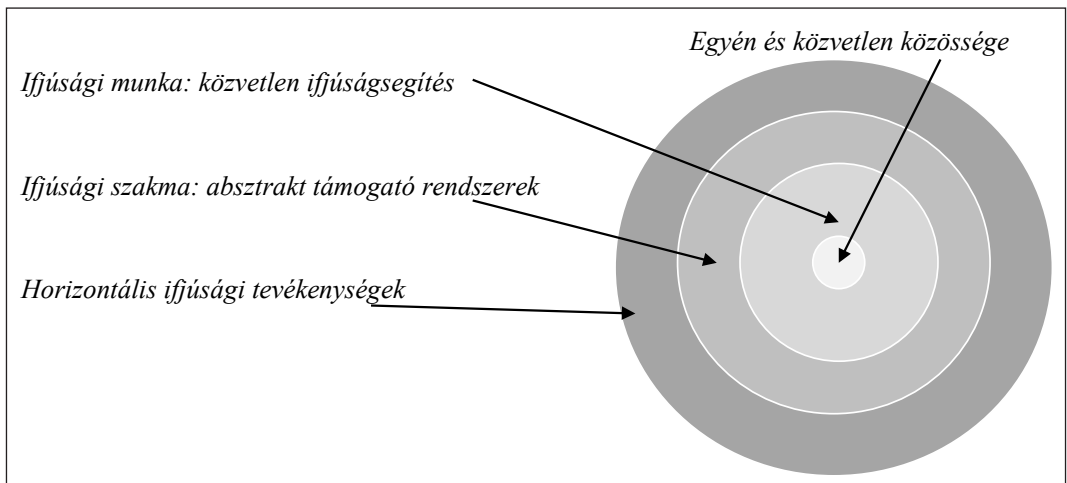 Egyén és közvetlen közössége
Ifjúsági munka: közvetlen ifjúságsegítés
Ifjúsági szakma: absztrakt támogató rendszerek
Horizontális ifjúsági tevékenységek